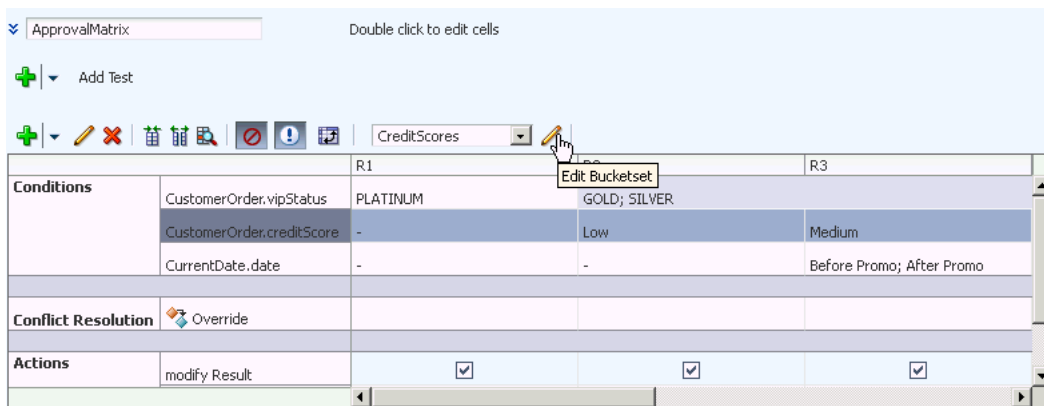 ApprovalMatrix Double click to edit cells
Add Test
CreditScores
R1 R3
Edit Bucketset
Conditions CustomerOrder.vipStatus PLATINUM GOLD; SILVER
CustomerOrder.creditScore - Low Medium
CurrentDate.date - - Before Promo; After Promo
Conflict Resolution Override
Actions modify Result